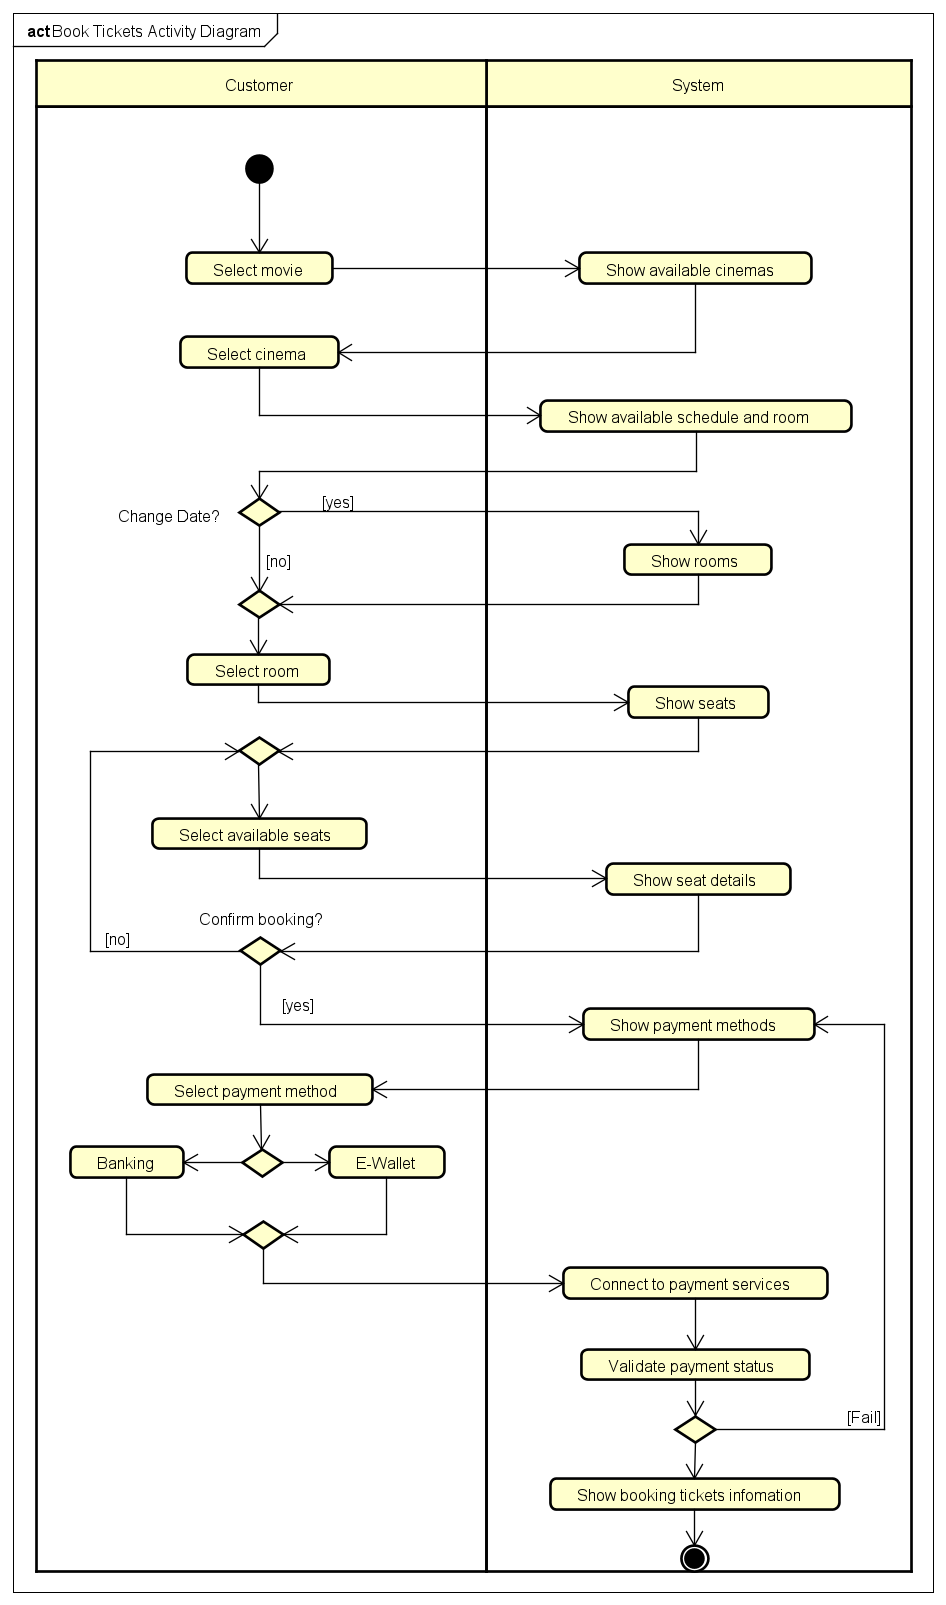 act Book Tickets Activity Diagram
Customer
System
Select movie
Show available cinemas
Select cinema
Show available schedule and room
Change Date?
[yes]
Show rooms
[no]
Select room
Show seats
Select available seats
Show seat details
Confirm booking?
[no]
[yes]
Show payment methods
Select payment method
Banking
E-Wallet
Connect to payment services
Validate payment status
[Fail]
Show booking tickets infomation